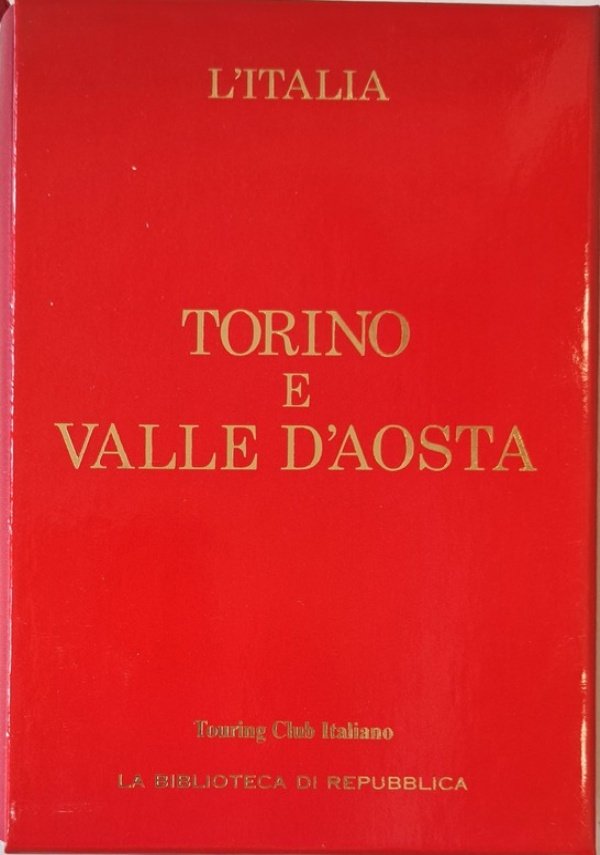 L'ITALIA
TORINO
E
VALLE D'AOSTA
Touring Club Italiano
LA BIBLIOTECA DI REPUBBLICA